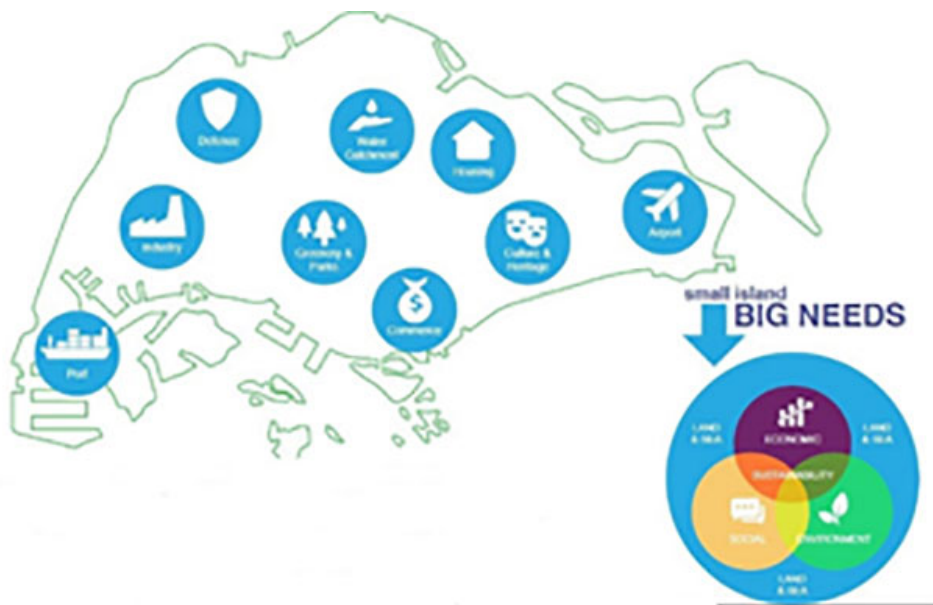 Defence
Water
Catchment
Housing
Industry
Greenery &
Parks
Culture &
Heritage
Airport
Commerce
Port
small island
BIG NEEDS
ECONOMIC
LAND
& SEA
LAND
& SEA
SUSTAINABILITY
SOCIAL
ENVIRONMENT
LAND
& SEA